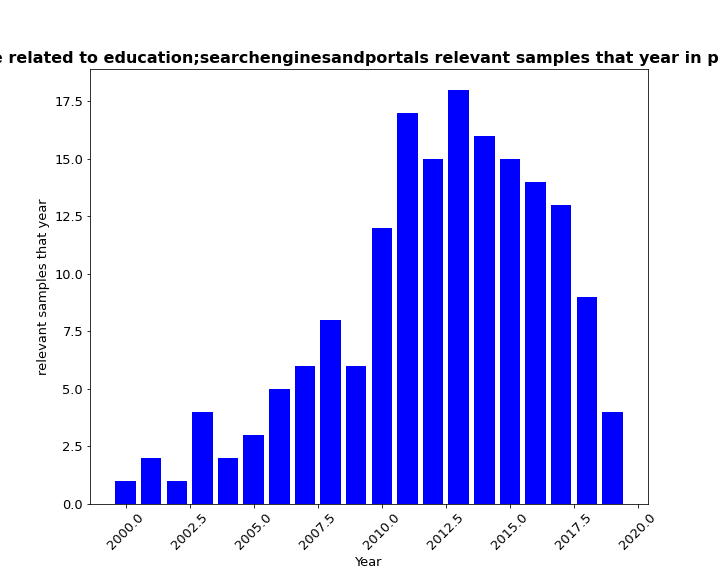 related to education;searchenginesandportals relevant samples that year in
17.5
15.0
12.5
10.0
7.5
5.0
2.5
0.0
relevant samples that year
2000.0 2002.5 2005.0 2007.5 2010.0 2012.5 2015.0 2017.5 2020.0
Year